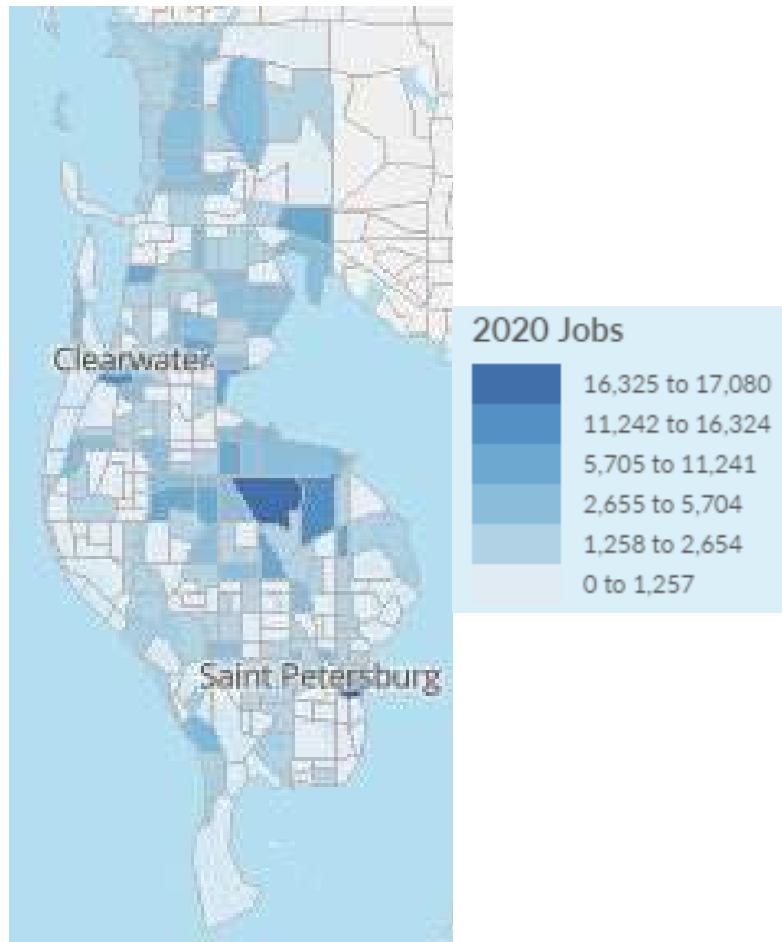 Clearwater
Saint Petersburg
2020 Jobs
16,325 to 17,080
11,242 to 16,324
5,705 to 11,241
2,655 to 5,704
1,258 to 2,654
0 to 1,257